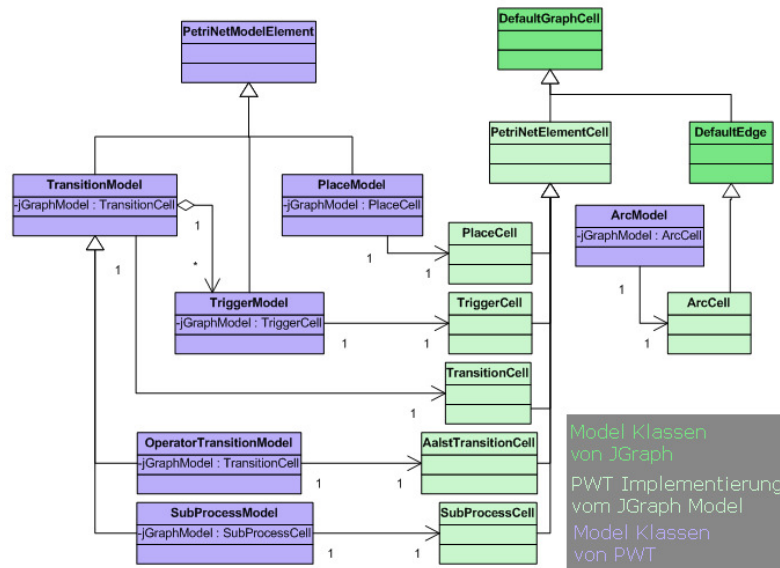 PetriNetModelElement
DefaultGraphCell
PetriNetElementCell
DefaultEdge
TransitionModel
-jGraphModel : TransitionCell
PlaceModel
-jGraphModel : PlaceCell
ArcModel
-jGraphModel : ArcCell
1
1
*
PlaceCell
1
1
TriggerModel
-jGraphModel : TriggerCell
TriggerCell
1
1
1
ArcCell
1
TransitionCell
1
OperatorTransitionModel
-jGraphModel : TransitionCell
AalstTransitionCell
1
1
SubProcessModel
-jGraphModel : SubProcessCell
SubProcessCell
1
1
Model Klassen
von JGraph
PWT Implementierung
vom JGraph Model
Model Klassen
von PWT